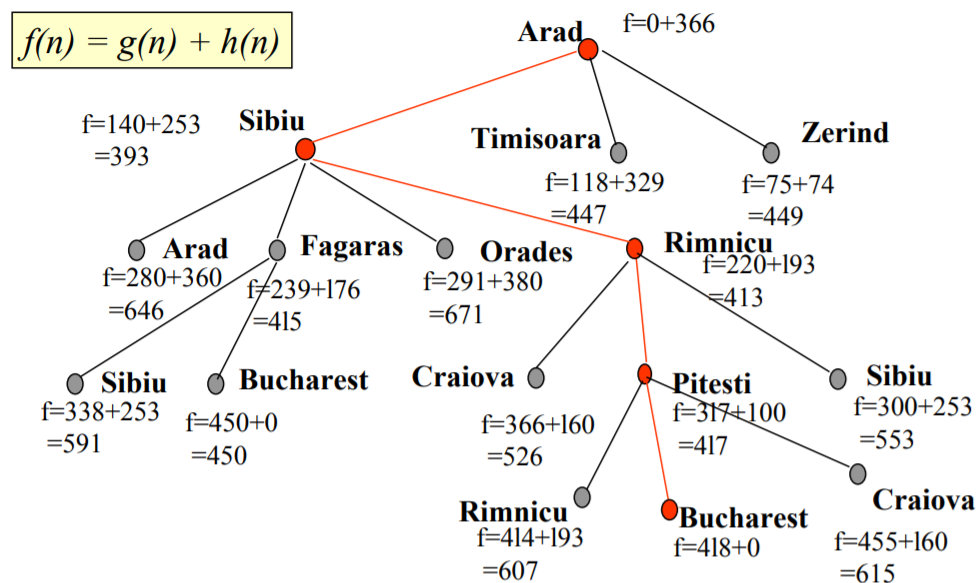 f(n) = g(n) + h(n)
Arad
f=0+366
Sibiu
f=140+253
=393
Timisoara
f=118+329
=447
Zerind
f=75+74
=449
Arad
f=280+360
=646
Fagaras
f=239+176
=415
Orades
f=291+380
=671
Rimnicu
f=220+193
=413
Sibiu
f=338+253
=591
Bucharest
f=450+0
=450
Craiova
f=366+160
=526
Pitesti
f=317+100
=417
Sibiu
f=300+253
=553
Rimnicu
f=414+193
=607
Bucharest
f=418+0
Craiova
f=455+160
=615